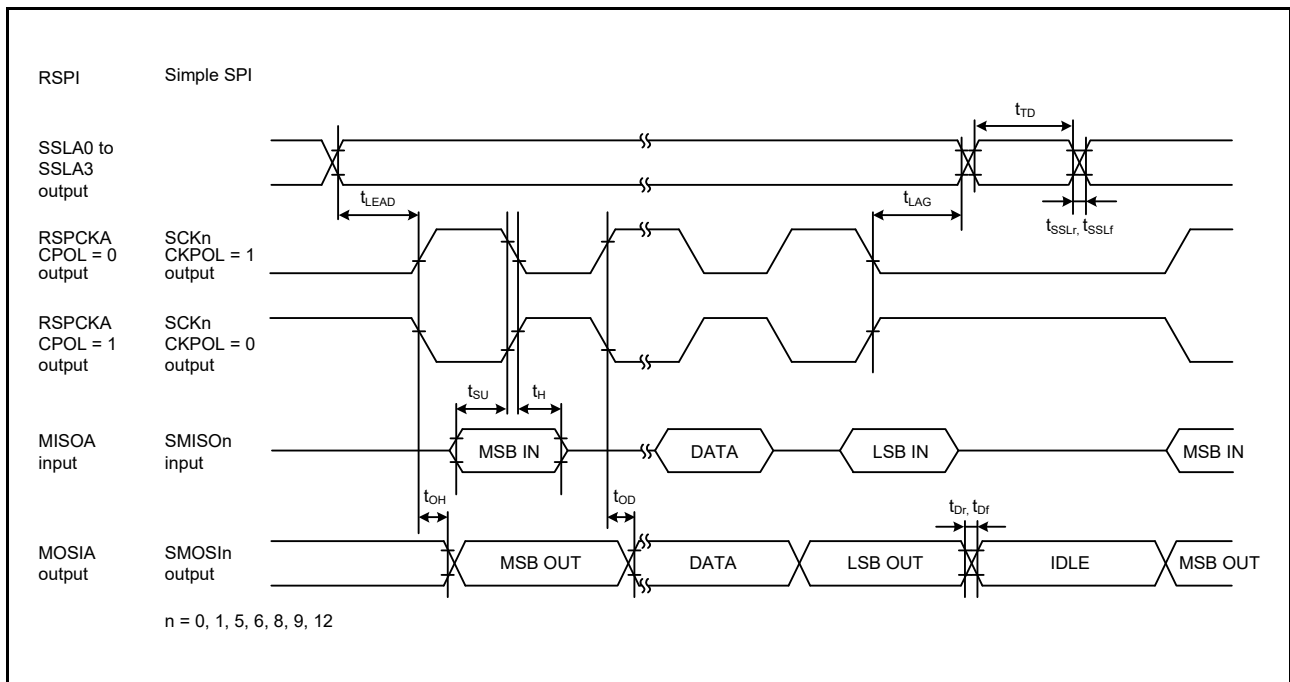 RSPI Simple SPI
tTD
SSLA0 to
SSLA3
output
tLEAD tLAG
tSSLr, tSSLf
RSPCKA SCKn
CPOL = 0 CKPOL = 1
output output
RSPCKA SCKn
CPOL = 1 CKPOL = 0
output output
tSU tH
MISOA SMISOn
input input
MSB IN DATA LSB IN MSB IN
tOH tOD tDr, tDf
MOSIA SMOSIn
output output
MSB OUT DATA LSB OUT IDLE MSB OUT
n = 0, 1, 5, 6, 8, 9, 12